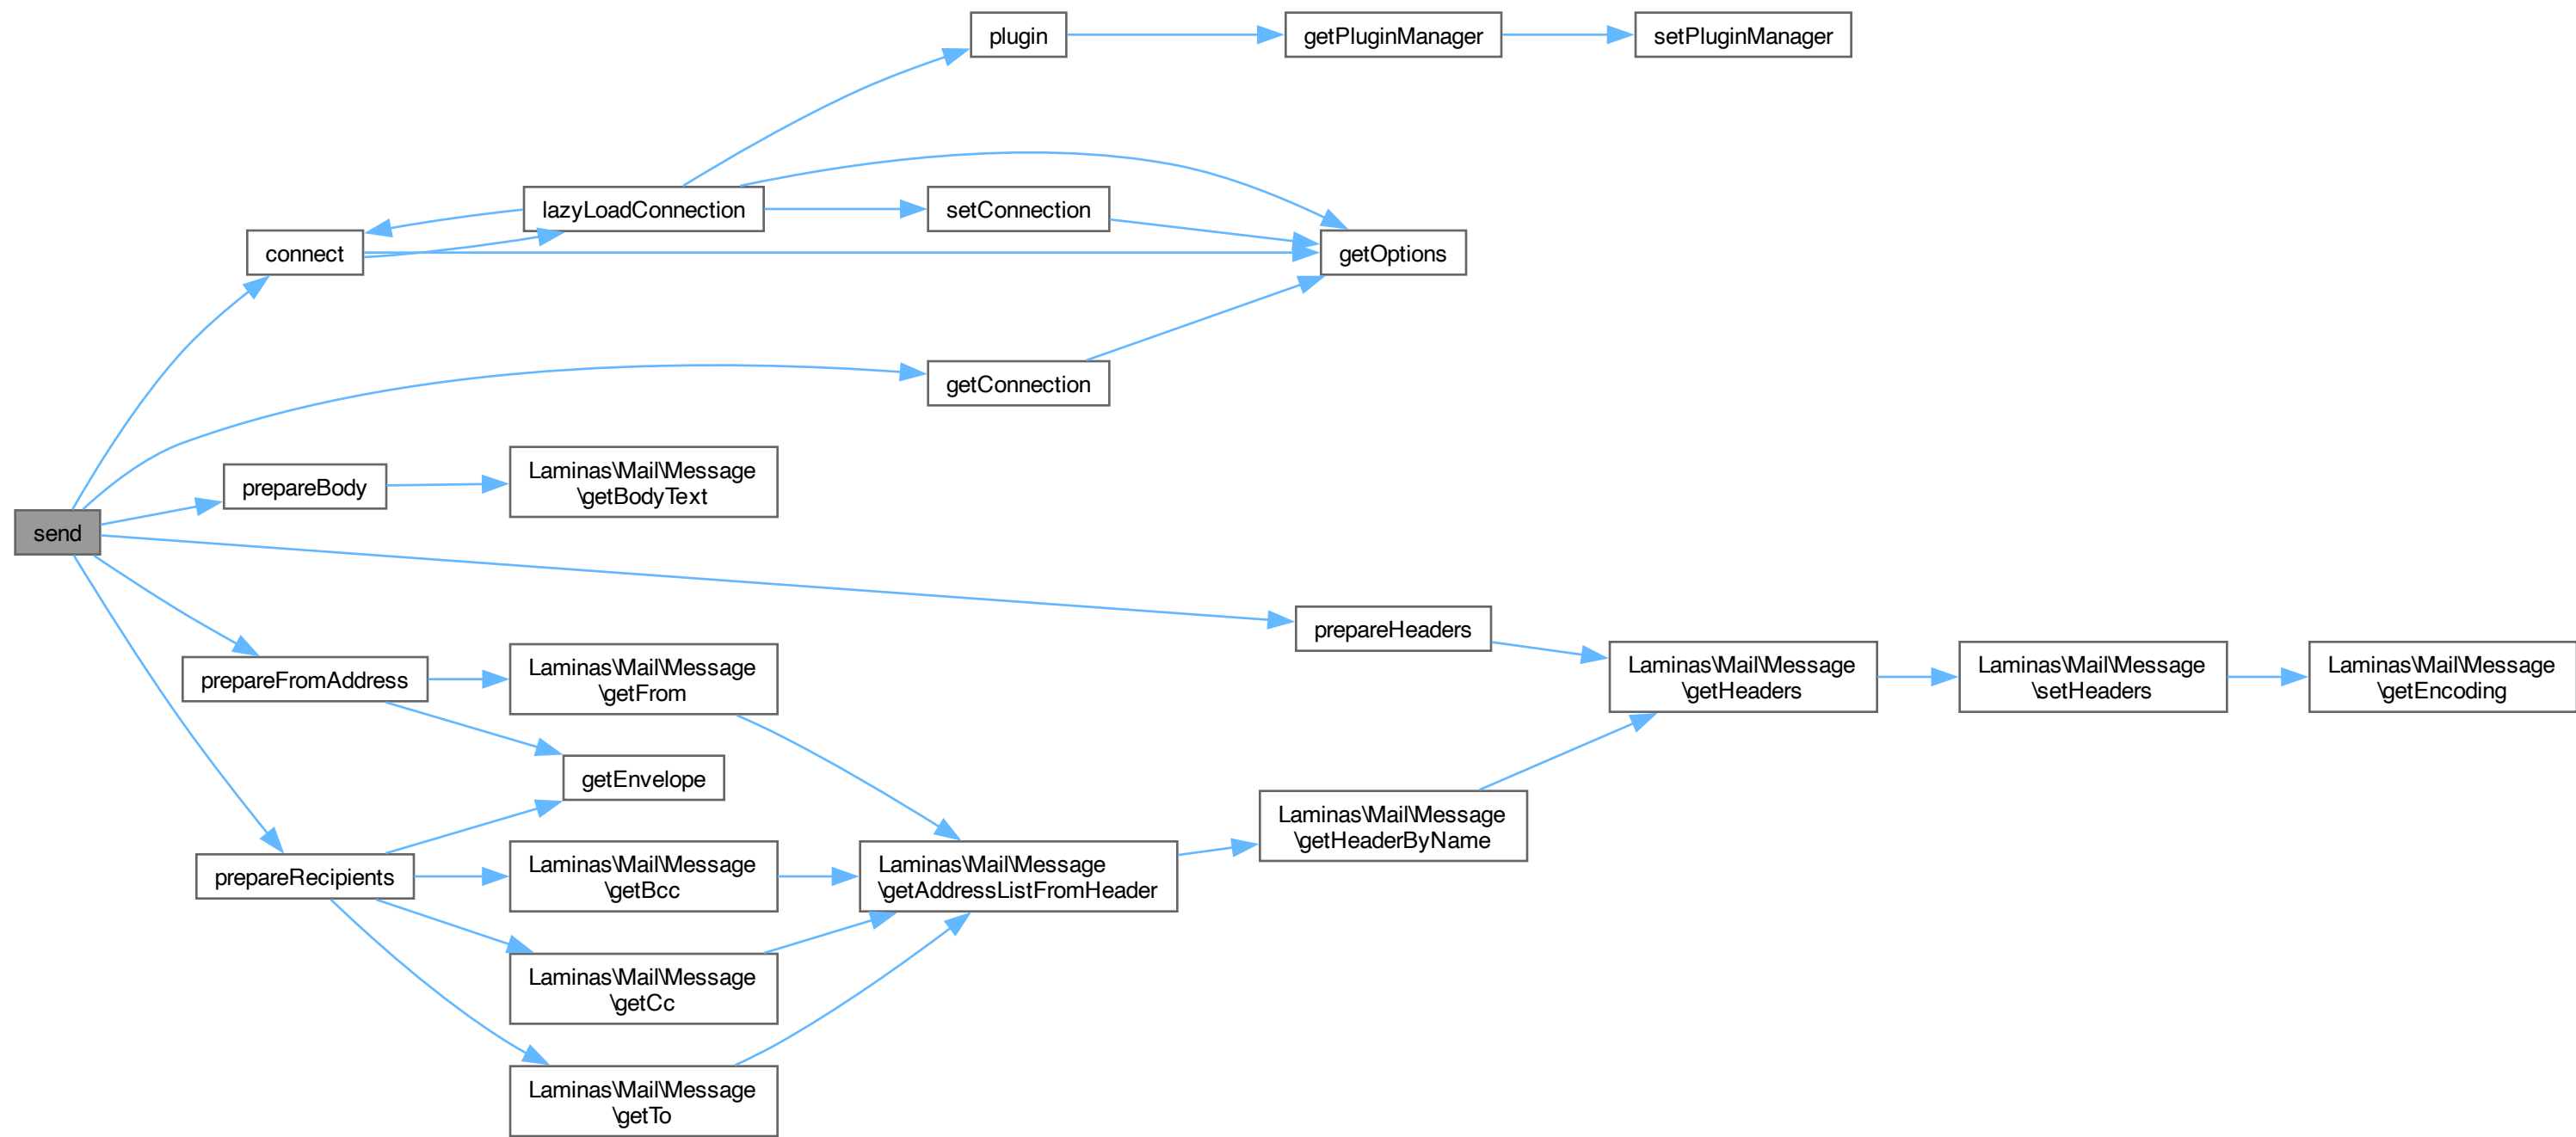 plugin
getPluginManager
setPluginManager
lazyLoadConnection
setConnection
connect
getOptions
getConnection
Laminas\Mail\Message
\getBodyText
prepareBody
send
prepareHeaders
Laminas\Mail\Message
\getHeaders
Laminas\Mail\Message
\setHeaders
Laminas\Mail\Message
\getEncoding
prepareFromAddress
Laminas\Mail\Message
\getFrom
getEnvelope
Laminas\Mail\Message
\getHeaderByName
prepareRecipients
Laminas\Mail\Message
\getBcc
Laminas\Mail\Message
\getAddressListFromHeader
Laminas\Mail\Message
\getCc
Laminas\Mail\Message
\getTo